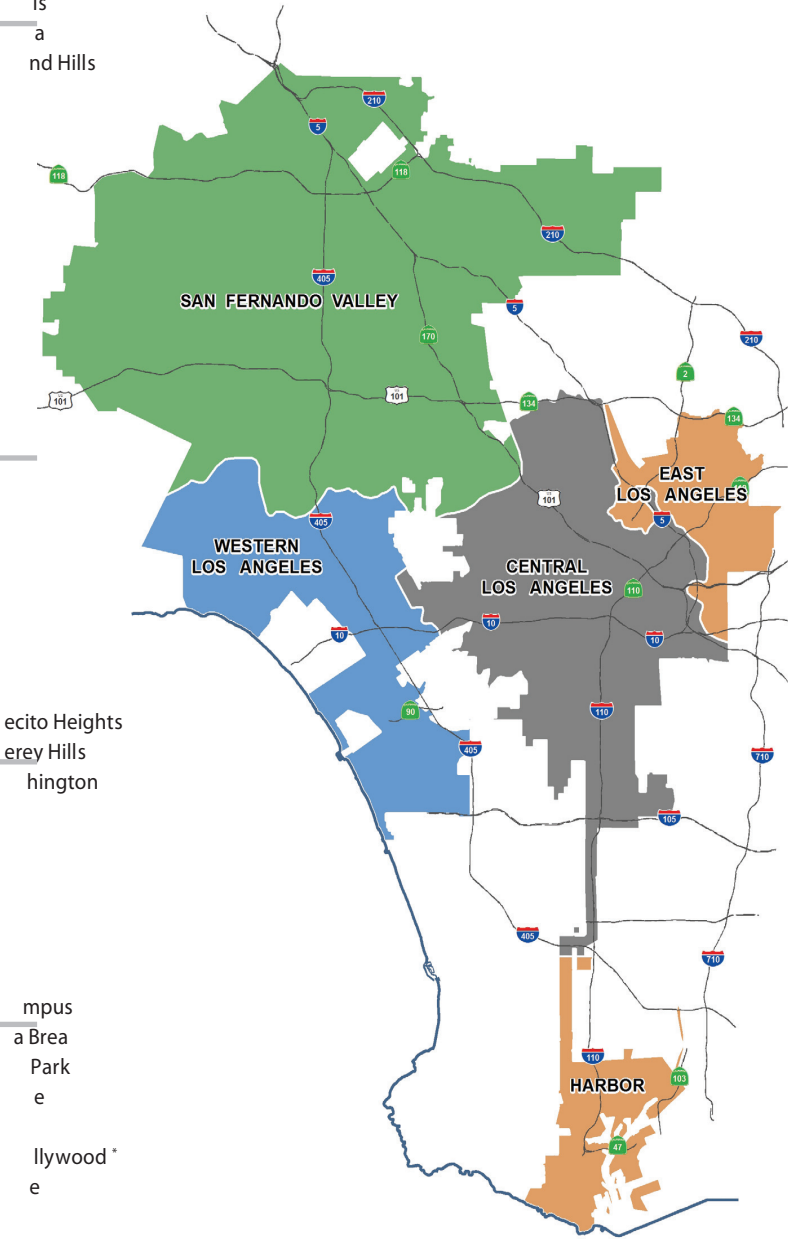 is
a
nd Hills
210
5
118
118
210
405
SAN FERNANDO VALLEY
5
170
210
2
101
101
134
134
EAST
LOS ANGELES
101
405
5
WESTERN
LOS ANGELES
CENTRAL
LOS ANGELES
110
10
10
10
90
110
ecito Heights
erey Hills
hington
405
710
105
405
710
mpus
a Brea
Park
e
110
HARBOR
103
47
llywood *
e